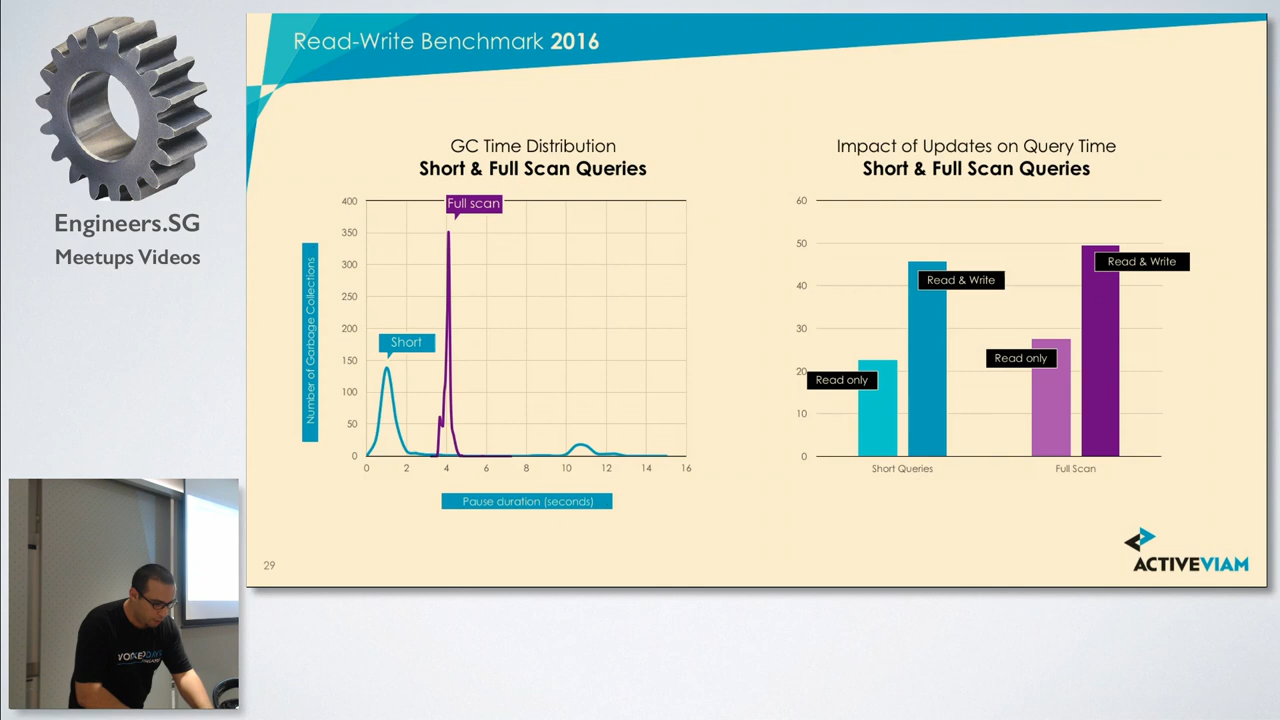 Read-Write Benchmark 2016
Engineers.SG
Meetups Videos
GC Time Distribution
Short & Full Scan Queries
400
350
300
250
200
150
100
50
0
Number of Garbage Collections
Full scan
Short
0 2 4 6 8 10 12 14 16
Pause duration (seconds)
Impact of Updates on Query Time
Short & Full Scan Queries
60
50
40
30
20
10
0
Read only
Read & Write
Read only
Read & Write
Short Queries
Full Scan
29
ACTIVEVIAM